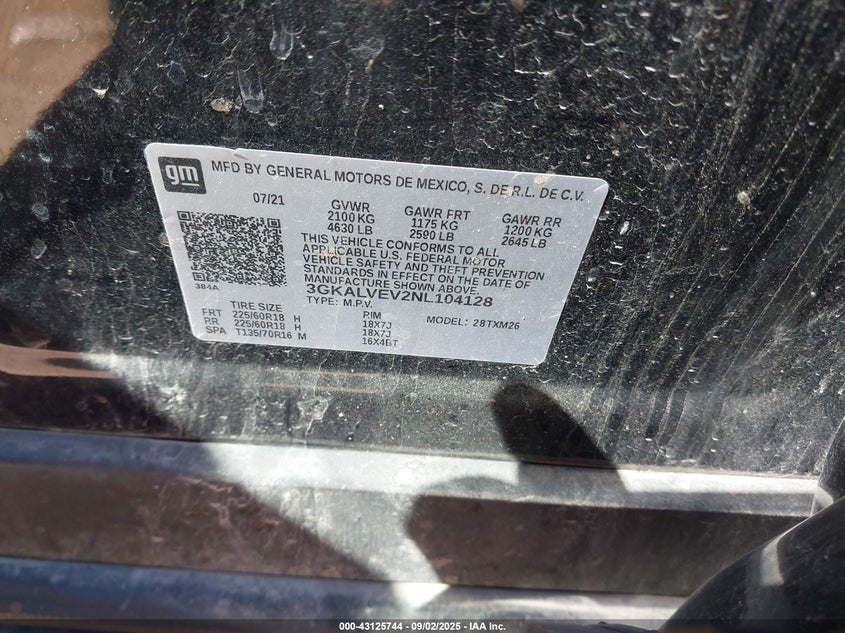 gm MFD BY GENERAL MOTORS DE MEXICO, S. DE R.L. DE C.V.
07/21 GVWR GAWR FRT GAWR RR
2100 KG 1175 KG 1200 KG
4630 LB 2590 LB 2645 LB
THIS VEHICLE CONFORMS TO ALL
APPLICABLE U.S. FEDERAL MOTOR
VEHICLE SAFETY AND THEFT PREVENTION
STANDARDS IN EFFECT ON THE DATE OF
MANUFACTURE SHOWN ABOVE.
384A
3GKALVEV2NL104128
TYPE: M.P.V. MODEL: 28TXM26
TIRE SIZE RIM
FRT 225/60R18 H 18X7J
RR 225/60R18 H 18X7J
SPA T135/70R16 M 16X4BT
000-43125744 - 09/02/2025 - IAA Inc.